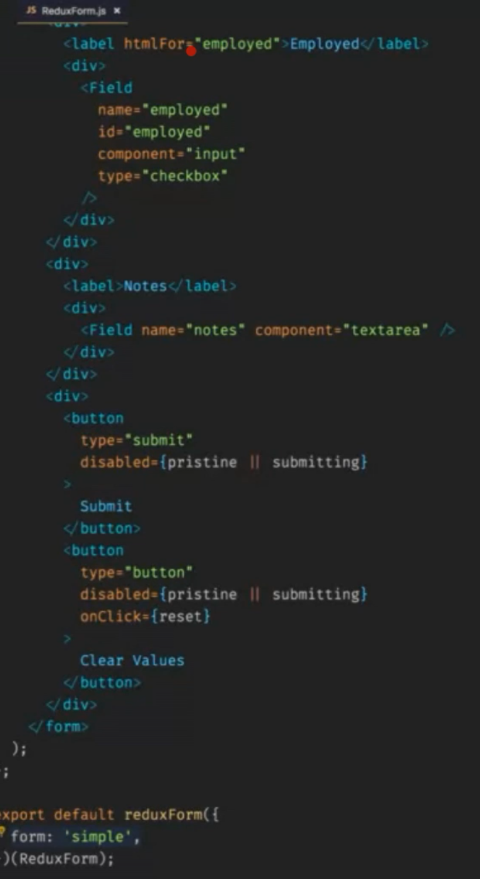 JS ReduxForm.js ×
<div>
<label htmlFor="employed">Employed</label>
<div>
<Field
name="employed"
id="employed"
component="input"
type="checkbox"
/>
</div>
</div>
<div>
<label>Notes</label>
<div>
<Field name="notes" component="textarea" />
</div>
</div>
<div>
<button
type="submit"
disabled={pristine || submitting}
>
Submit
</button>
<button
type="button"
disabled={pristine || submitting}
onClick={reset}
>
Clear Values
</button>
</div>
</form>
);
;
export default reduxForm({
form: 'simple',
})(ReduxForm);